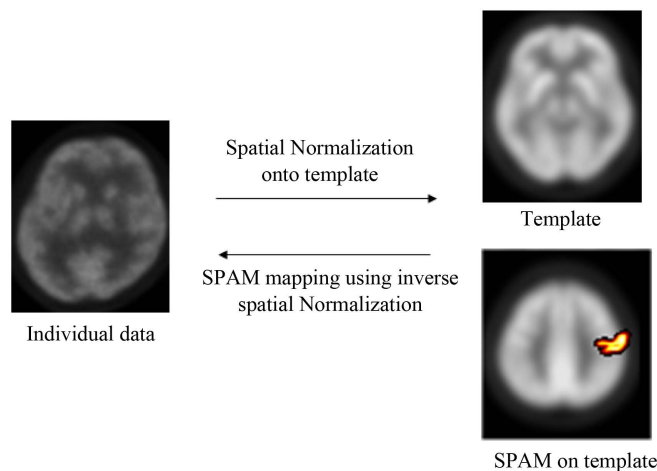 Spatial Normalization
onto template
Template
SPAM mapping using inverse
spatial Normalization
Individual data
SPAM on template